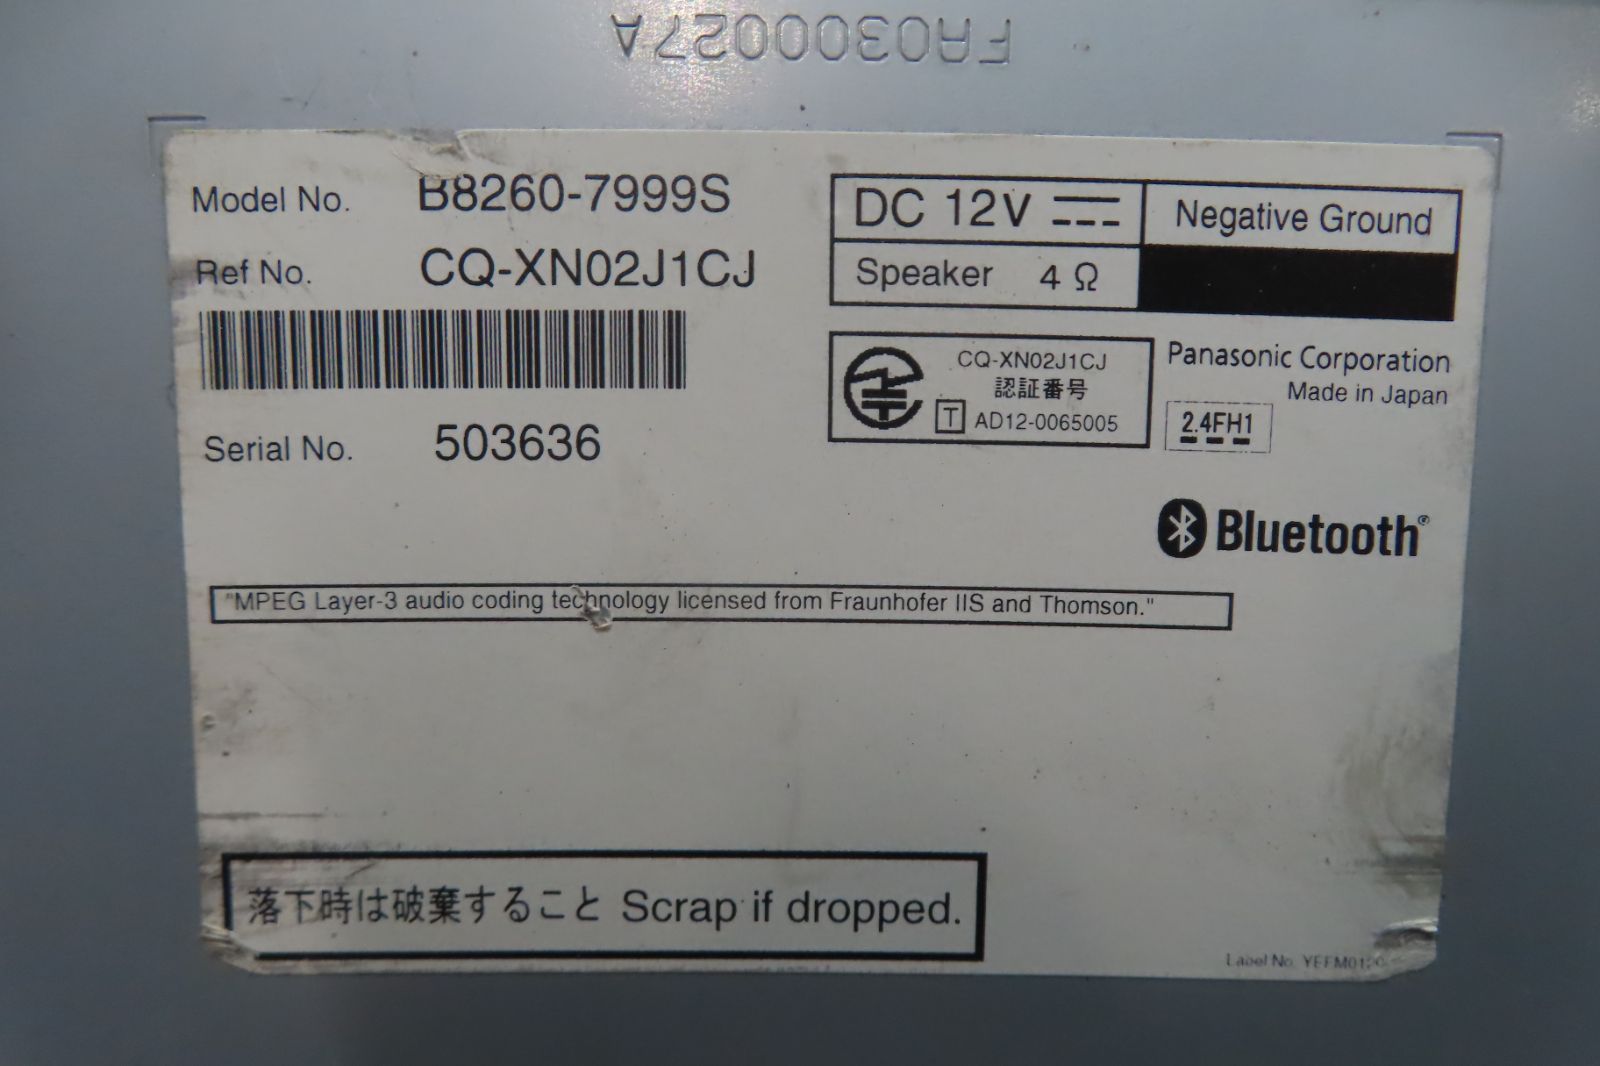 FA0300027A
Model No. B8260-7999S
Ref No. CQ-XN02J1CJ
Serial No. 503636
DC 12V
Negative Ground
Speaker 4 Ω
CQ-XN02J1CJ
認証番号
T AD12-0065005
Panasonic Corporation
Made in Japan
2.4FH1
Bluetooth®
"MPEG Layer-3 audio coding technology licensed from Fraunhofer IIS and Thomson."
落下時は破棄すること Scrap if dropped.
Label No.